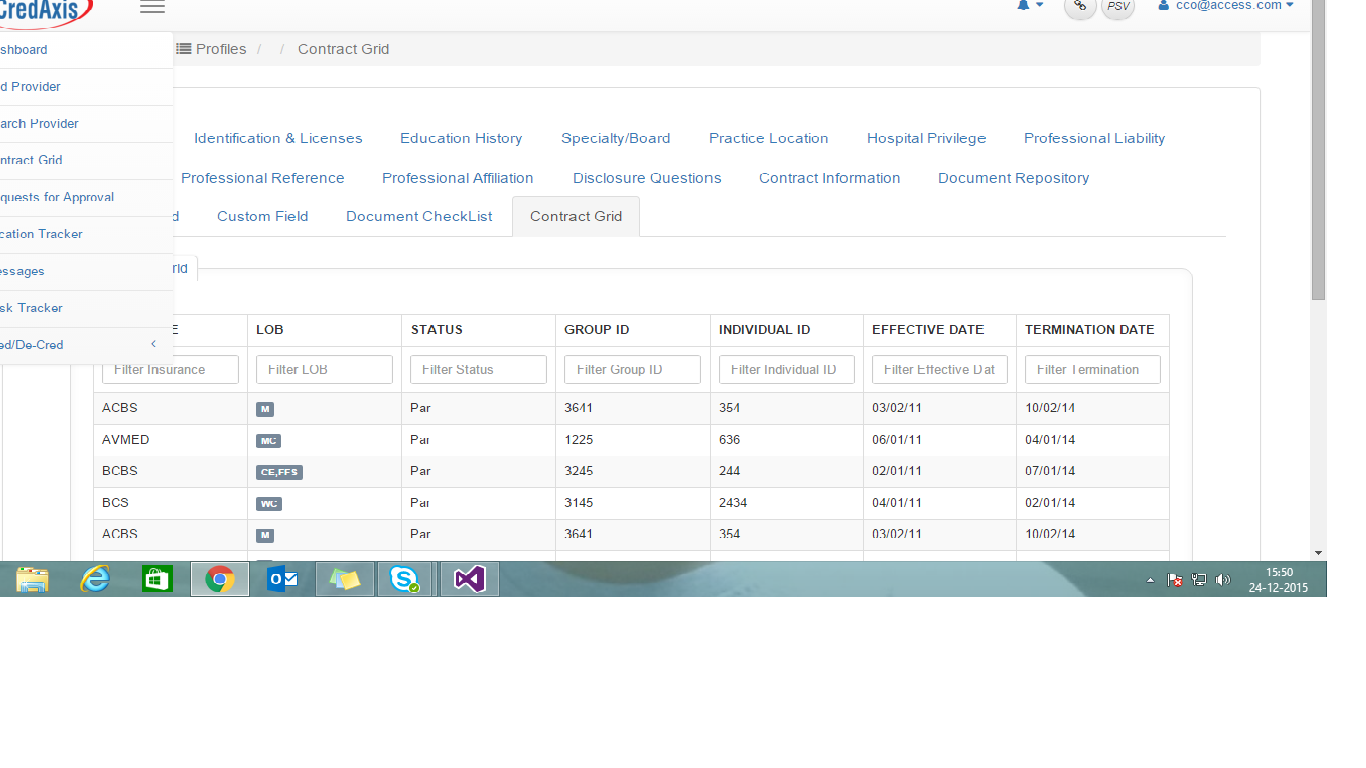 CredAxis
PSV cco@access.com
shboard
Profiles / / Contract Grid
d Provider
arch Provider
Identification & Licenses Education History Specialty/Board Practice Location Hospital Privilege Professional Liability
ntract Grid
Professional Reference Professional Affiliation Disclosure Questions Contract Information Document Repository
quests for Approval
d Custom Field Document CheckList Contract Grid
cation Tracker
essages
rid
sk Tracker
E LOB STATUS GROUP ID INDIVIDUAL ID EFFECTIVE DATE TERMINATION DATE
ed/De-Cred
Filter Insurance Filter LOB Filter Status Filter Group ID Filter Individual ID Filter Effective Dat Filter Termination
ACBS M Par 3641 354 03/02/11 10/02/14
AVMED MC Par 1225 636 06/01/11 04/01/14
BCBS CE,FFS Par 3245 244 02/01/11 07/01/14
BCS WC Par 3145 2434 04/01/11 02/01/14
ACBS M Par 3641 354 03/02/11 10/02/14
15:50
24-12-2015